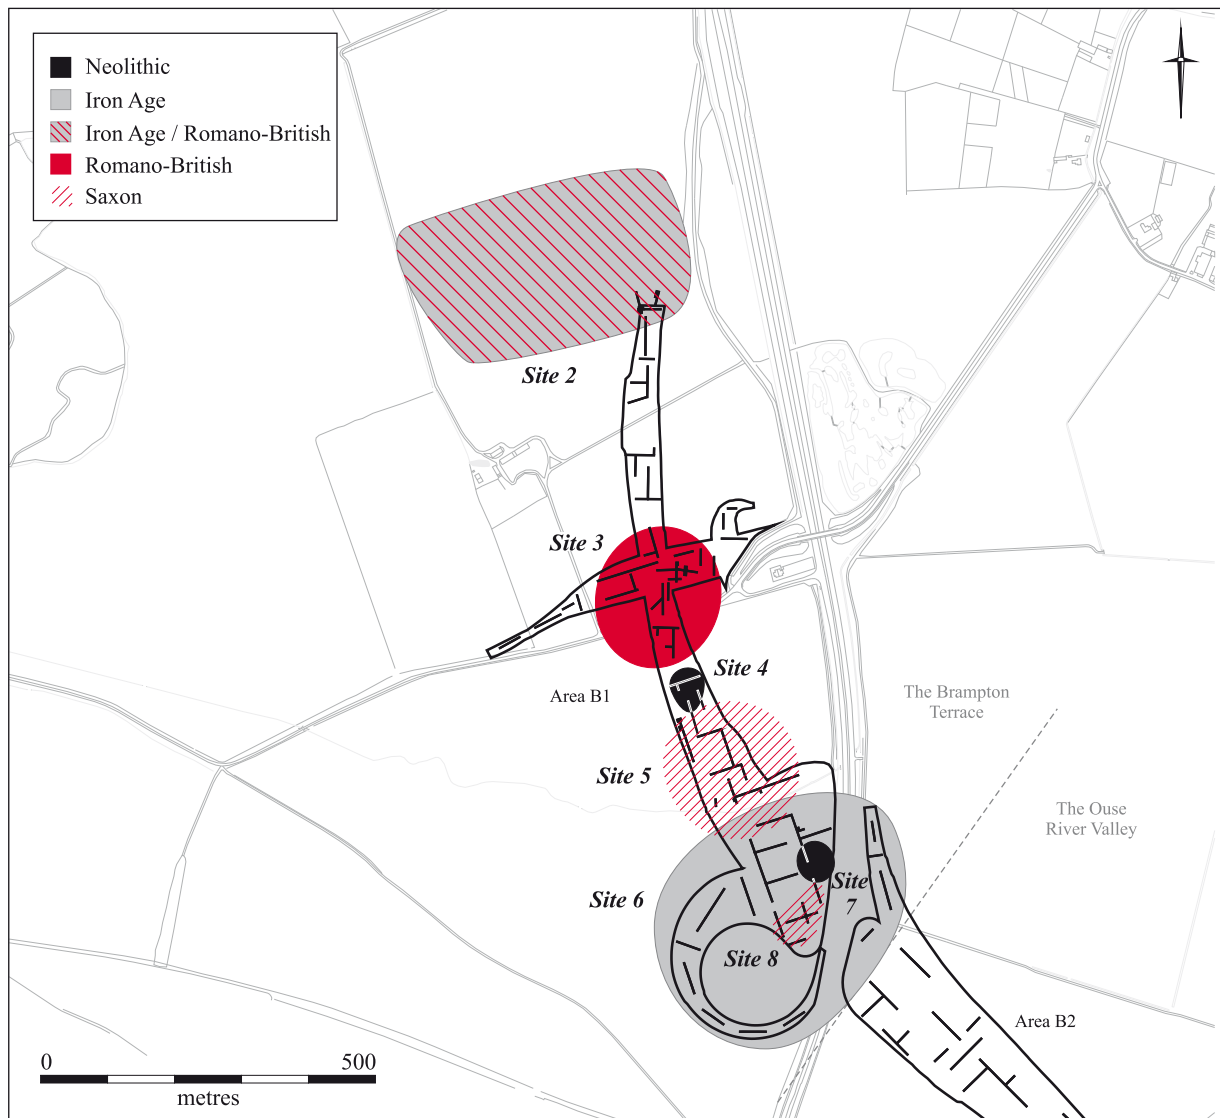 Neolithic
Iron Age
Iron Age / Romano-British
Romano-British
Saxon
Site 2
Site 3
Site 4
Area B1
The Brampton
Terrace
Site 5
The Ouse
River Valley
Site 6
Site
7
Site 8
Area B2
0 500
metres